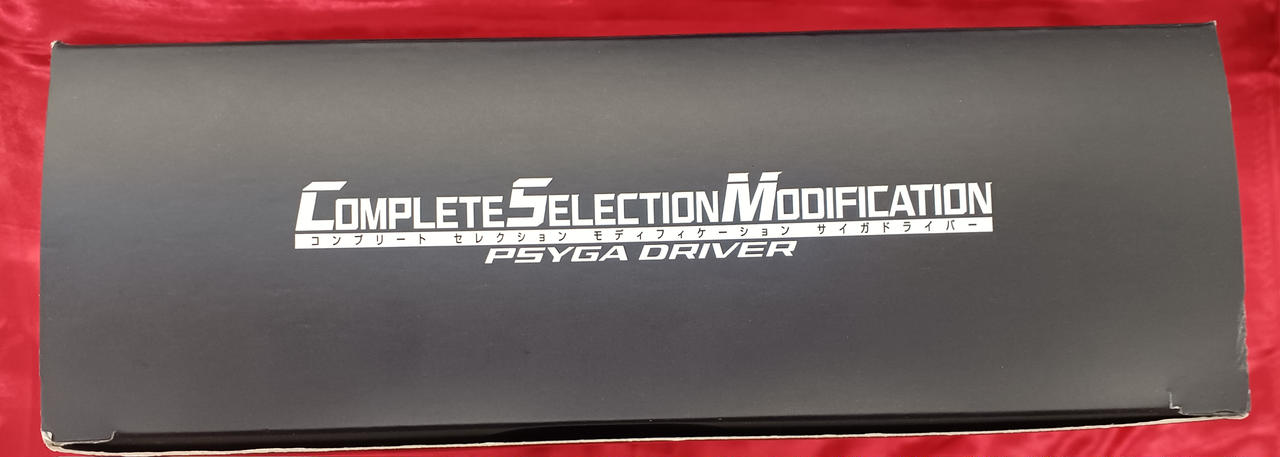 COMPLETE SELECTION MODIFICATION
コンプリート セレクション モディフィケーション サイガドライバー
PSYGA DRIVER